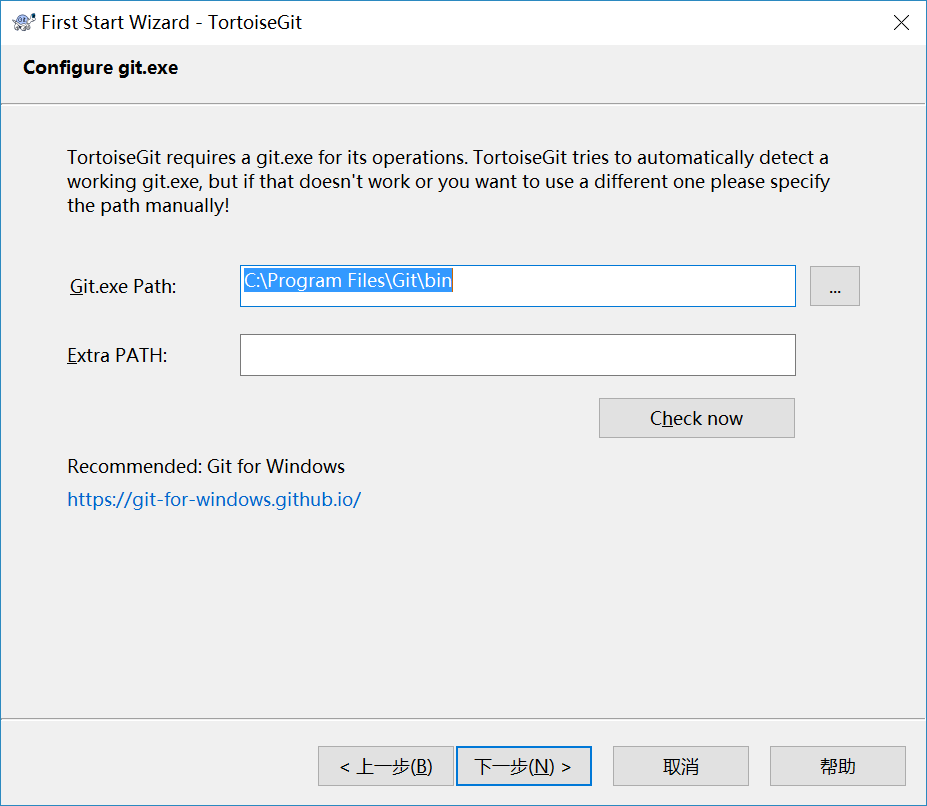 First Start Wizard - TortoiseGit
Configure git.exe
TortoiseGit requires a git.exe for its operations. TortoiseGit tries to automatically detect a
working git.exe, but if that doesn't work or you want to use a different one please specify
the path manually!
Git.exe Path:
C:\Program Files\Git\bin
...
Extra PATH:
Check now
Recommended: Git for Windows
https://git-for-windows.github.io/
< 上一步(B)
下一步(N) >
取消
帮助